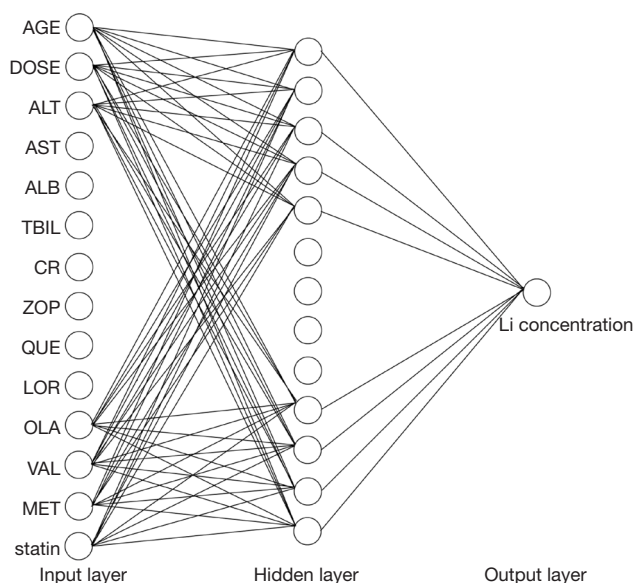 AGE
DOSE
ALT
AST
ALB
TBIL
CR
ZOP
QUE
LOR
OLA
VAL
MET
statin
Li concentration
Input layer
Hidden layer
Output layer